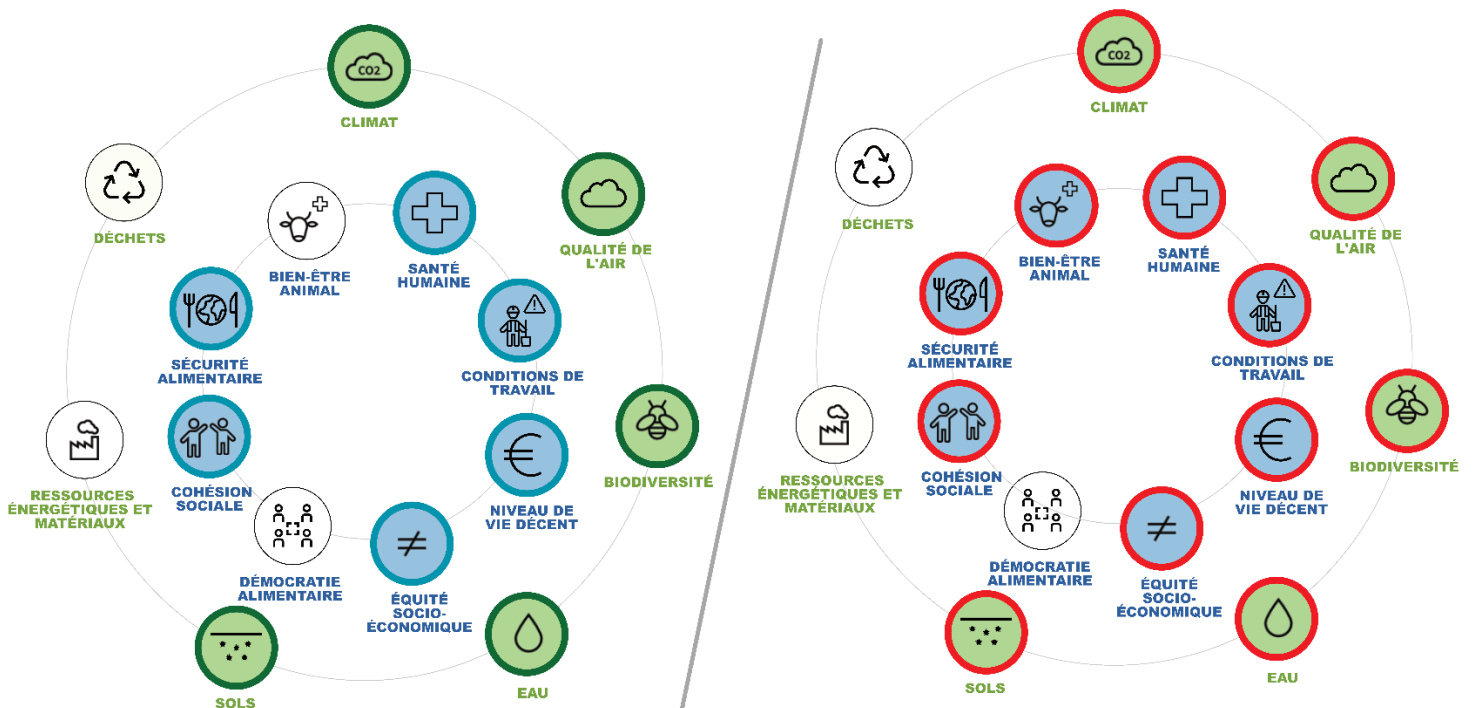 CO2
CLIMAT
DÉCHETS
QUALITÉ DE
L'AIR
BIEN-ÊTRE
ANIMAL
SANTÉ
HUMAINE
SÉCURITÉ
ALIMENTAIRE
CONDITIONS DE
TRAVAIL
COHÉSION
SOCIALE
BIODIVERSITÉ
RESSOURCES
ÉNERGÉTIQUES ET
MATÉRIAUX
NIVEAU DE
VIE DÉCENT
DÉMOCRATIE
ALIMENTAIRE
ÉQUITÉ
SOCIO-
ÉCONOMIQUE
SOLS
EAU
CO2
CLIMAT
DÉCHETS
QUALITÉ DE
L'AIR
BIEN-ÊTRE
ANIMAL
SANTÉ
HUMAINE
SÉCURITÉ
ALIMENTAIRE
CONDITIONS DE
TRAVAIL
COHÉSION
SOCIALE
BIODIVERSITÉ
RESSOURCES
ÉNERGÉTIQUES ET
MATÉRIAUX
NIVEAU DE
VIE DÉCENT
DÉMOCRATIE
ALIMENTAIRE
ÉQUITÉ
SOCIO-
ÉCONOMIQUE
SOLS
EAU